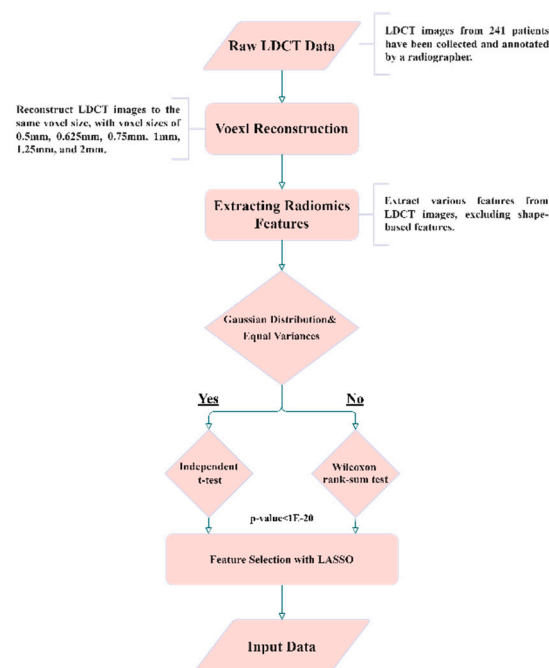 Raw LDCT Data
LDCT images from 241 patients
have been collected and annotated
by a radiographer.
Reconstruct LDCT images to the
same voxel size, with voxel sizes of
0.5mm, 0.625mm, 0.75mm. 1mm,
1.25mm, and 2mm.
Voexl Reconstruction
Extracting Radiomics
Features
Extract various features from
LDCT images, excluding shape-
based features.
Gaussian Distribution&
Equal Variances
Yes
No
Independent
t-test
Wilcoxon
rank-sum test
p-value<1E-20
Feature Selection with LASSO
Input Data